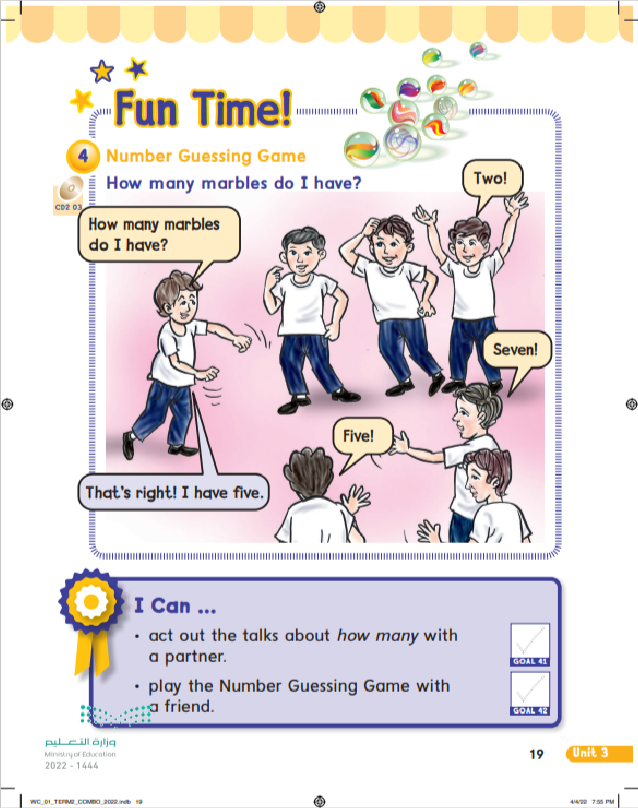 Fun Time!
4 Number Guessing Game
CD2 03
How many marbles do I have?
Two!
How many marbles
do I have?
Seven!
Five!
That's right! I have five.
I Can ...
• act out the talks about how many with
a partner.
GOAL 41
• play the Number Guessing Game with
a friend.
GOAL 42
وزارة التعليم
Ministry of Education
2022 - 1444
19
Unit 3
WC_01_TERM2_COMBO_2022.indb 19
4/4/22 7:55 PM